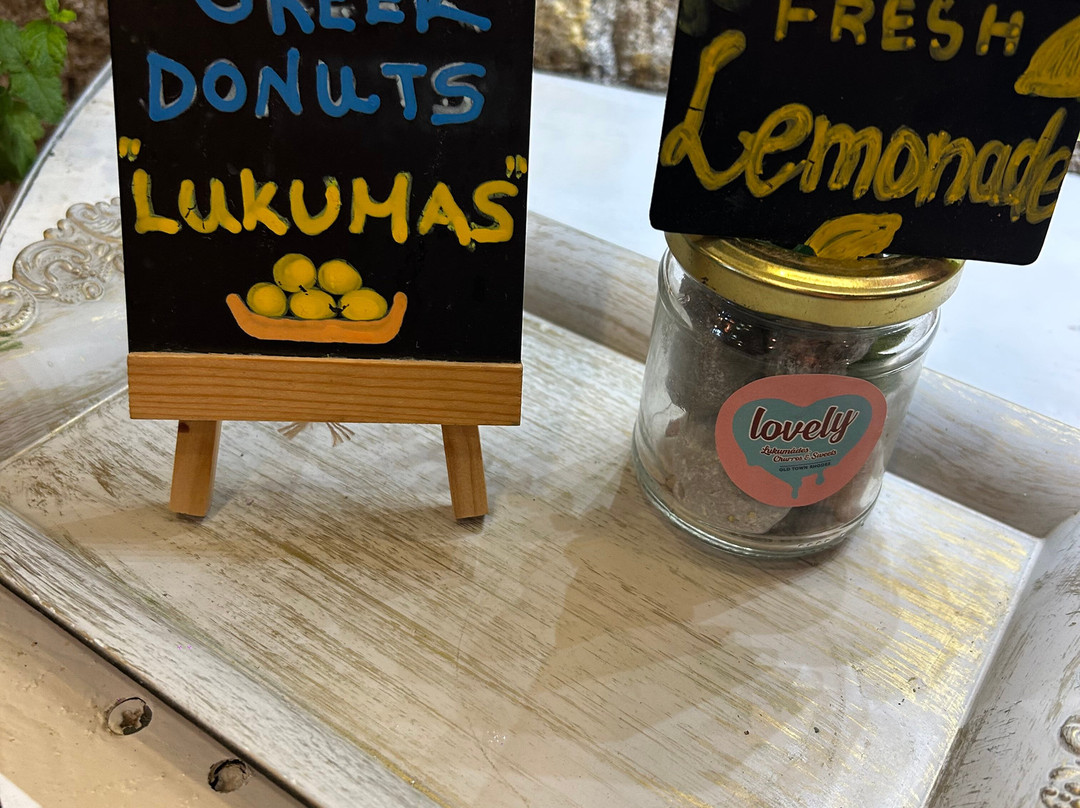 GREEK
DONUTS
"LUKUMAS"
FRESH
Lemonade
lovely
Lukumades
Churros & Sweets
OLD TOWN RHODES